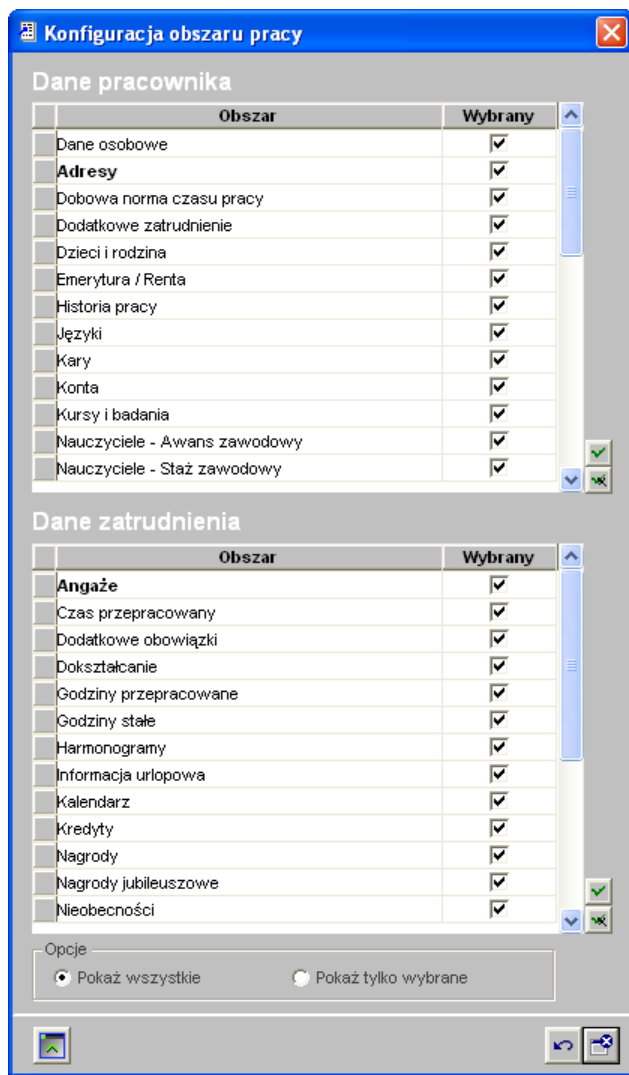 Konfiguracja obszaru pracy
Dane pracownika
Obszar Wybrany
Dane osobowe
Adresy
Dobowa norma czasu pracy
Dodatkowe zatrudnienie
Dzieci i rodzina
Emerytura / Renta
Historia pracy
Języki
Kary
Konta
Kursy i badania
Nauczyciele - Awans zawodowy
Nauczyciele - Staż zawodowy
Dane zatrudnienia
Obszar Wybrany
Angaże
Czas przepracowany
Dodatkowe obowiązki
Dokształcanie
Godziny przepracowane
Godziny stałe
Harmonogramy
Informacja urlopowa
Kalendarz
Kredyty
Nagrody
Nagrody jubileuszowe
Nieobecności
Opcje
Pokaż wszystkie Pokaż tylko wybrane